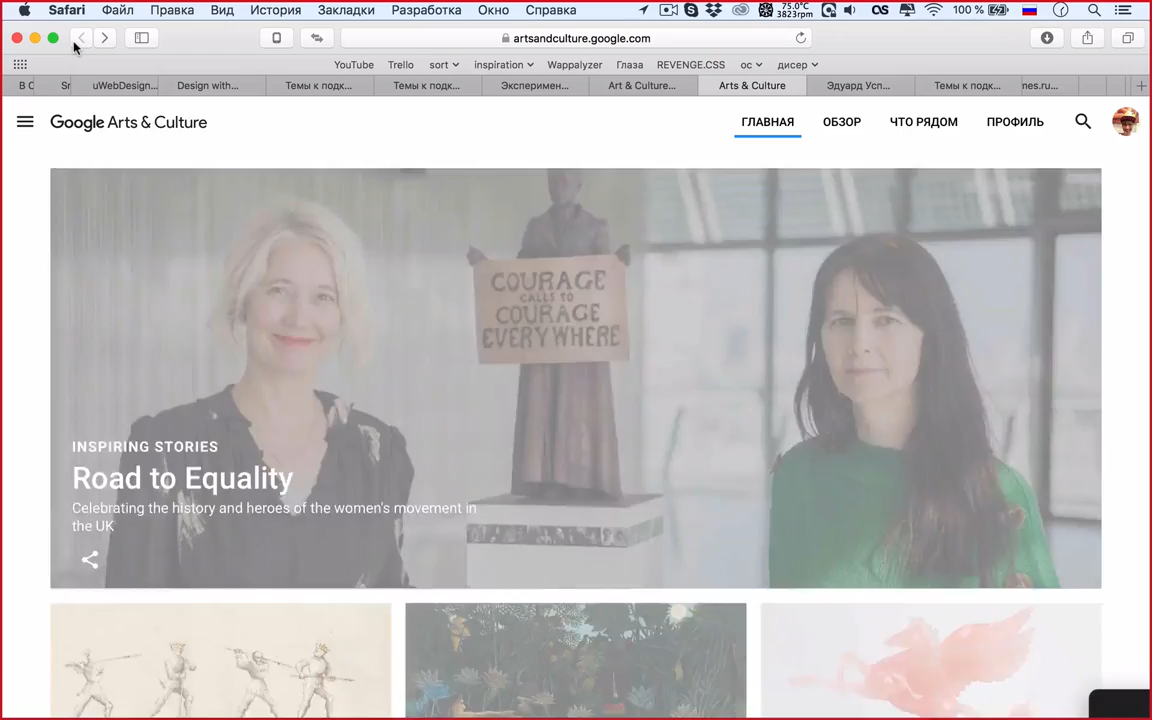 Safari Файл Правка Вид История Закладки Разработка Окно Справка 75.0°C 3823rpm 100 %
artsandculture.google.com
YouTube Trello sort inspiration Wappalyzer Глаза REVENGE.CSS ос дисер
В С Sr uWebDesign... Design with... Темы к подк... Темы к подк... Эксперимен... Art & Culture... Arts & Culture Эдуард Усп... Темы к подк... nes.ru...
Google Arts & Culture ГЛАВНАЯ ОБЗОР ЧТО РЯДОМ ПРОФИЛЬ
COURAGE
CALLS TO
COURAGE
EVERYWHERE
INSPIRING STORIES
Road to Equality
Celebrating the history and heroes of the women's movement in
the UK